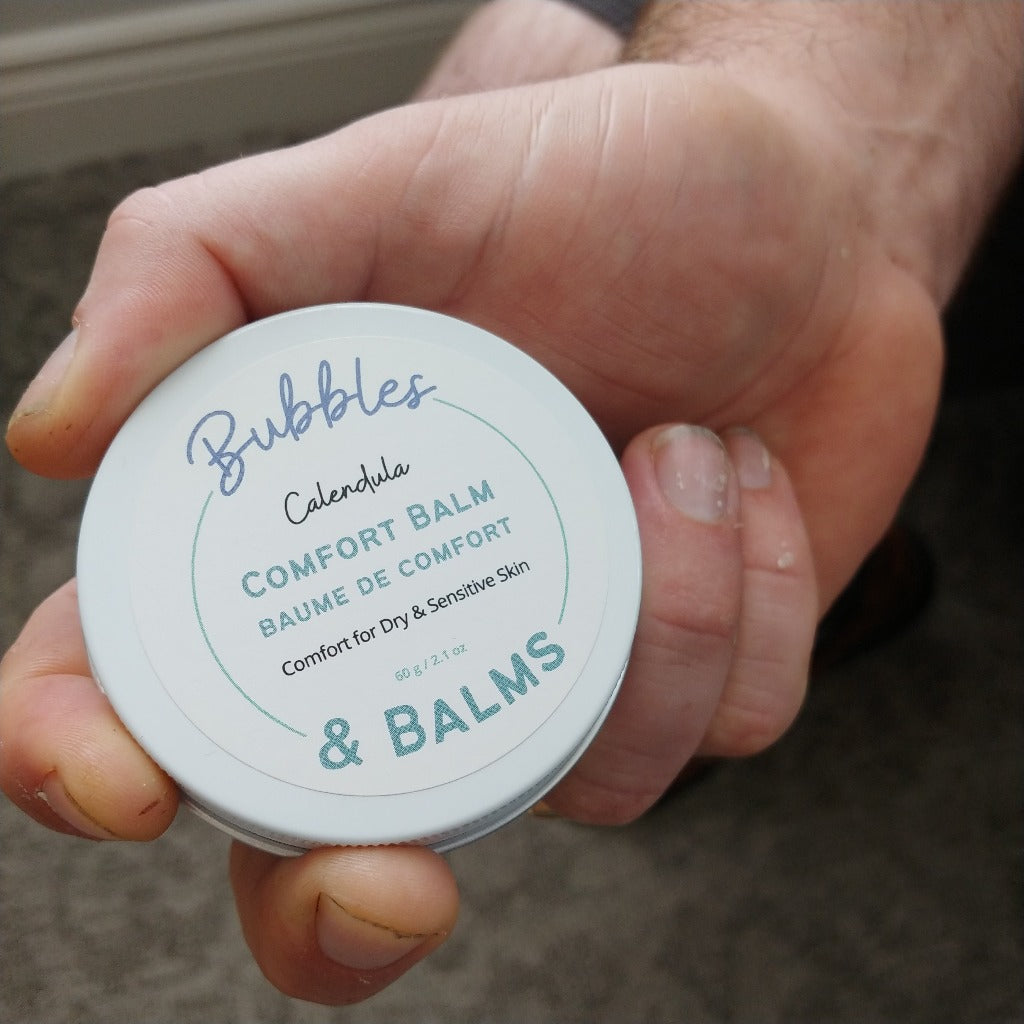 Bubbles
Calendula
COMFORT BALM
BAUME DE COMFORT
Comfort for Dry & Sensitive Skin
60 g / 2.1 oz
& BALMS